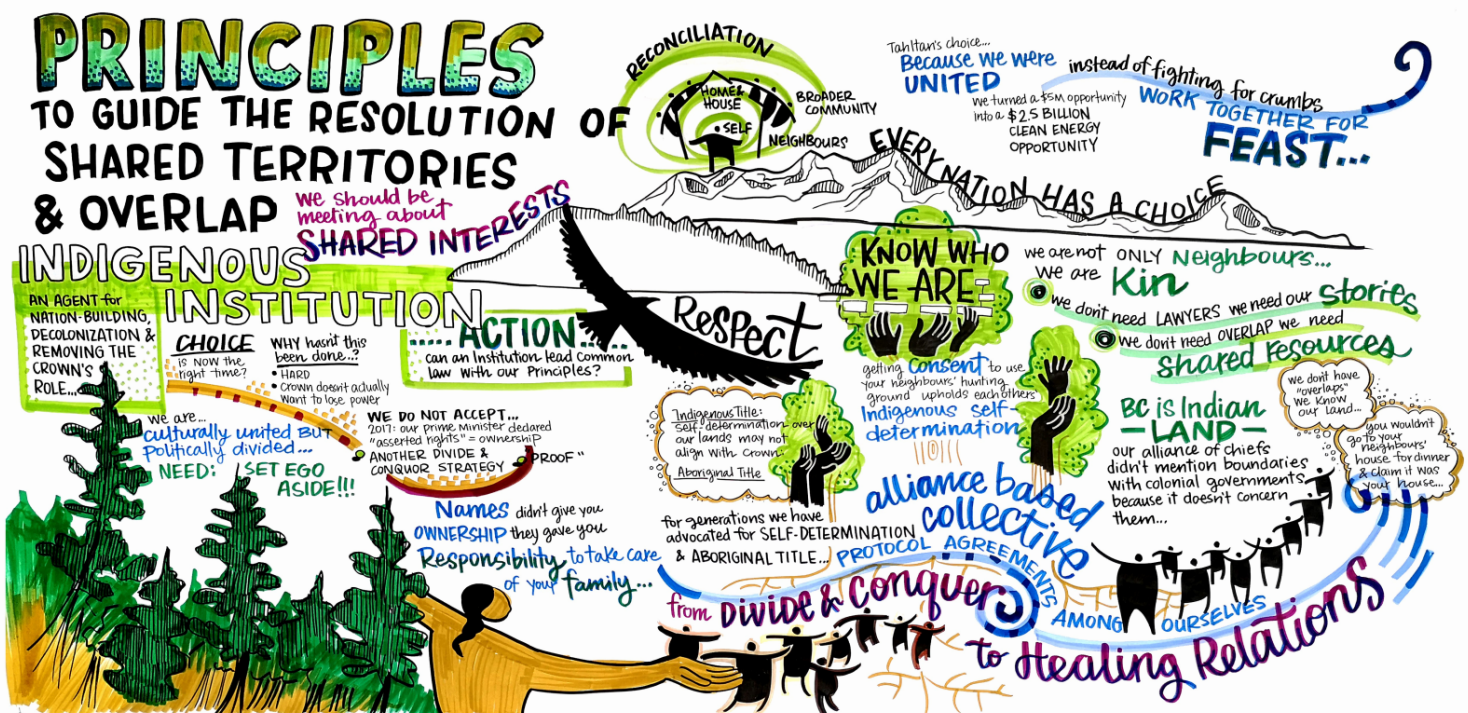 PRINCIPLES
TO GUIDE THE RESOLUTION OF
SHARED TERRITORIES
& OVERLAP
We should be
meeting about
SHARED INTERESTS
INDIGENOUS
INSTITUTION
AN AGENT for
NATION-BUILDING,
DECOLONIZATION &
REMOVING THE
CROWN'S
ROLE...
CHOICE
is now the
right time?
WHY hasn't this
been done..?
• HARD
• Crown doesn't actually
want to lose power
..... ACTION.....
can an Institution lead Common
law with our Principles?
we are...
culturally united BUT
politically divided...
NEED: SET EGO
ASIDE!!!
WE DO NOT ACCEPT...
2017: our prime Minister declared
"asserted rights" = ownership
ANOTHER DIVIDE &
CONQUOR STRATEGY
PROOF"
Names didn't give you
OWNERSHIP they gave you
Responsibility to take care
of your family...
RECONCILIATION
HOME &
HOUSE
• SELF
BROADER
COMMUNITY
NEIGHBOURS
Tahltan's choice...
Because we were
UNITED
We turned a $5M opportunity
into a $2.5 BILLION
CLEAN ENERGY
OPPORTUNITY
instead of fighting for crumbs
WORK TOGETHER FOR
FEAST...
EVERY NATION HAS A CHOICE
Respect
KNOW WHO
WE ARE
getting consent to use
your neighbours' hunting
ground upholds each others'
Indigenous self-
determination
we are not ONLY Neighbours...
we are Kin
we don't need LAWYERS we need our Stories
we don't need OVERLAP we need
shared resources
Indigenous Title:
self-determination over
our lands may not
align with Crown
Aboriginal Title
for generations we have
advocated for SELF-DETERMINATION
& ABORIGINAL TITLE...
BC is Indian
— LAND —
our alliance of chiefs
didn't mention boundaries
with colonial governments
because it doesn't concern
them...
we don't have
"overlaps"
we know
our land...
you wouldn't
go to your
neighbours'
house for dinner
& claim it was
your house...
alliance based
collective
PROTOCOL AGREEMENTS
AMONG OURSELVES
from Divide & Conquer
to Healing Relations